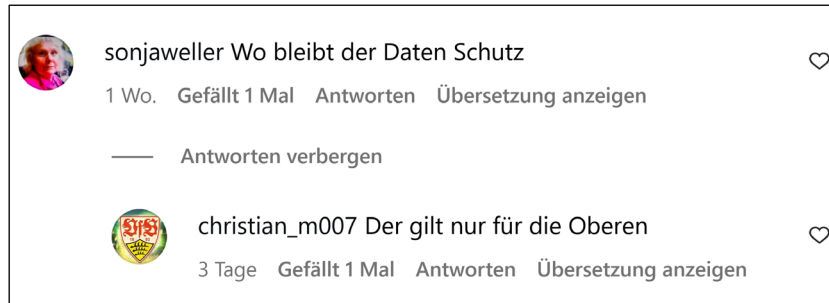 sonjaweller Wo bleibt der Daten Schutz
1 Wo. Gefällt 1 Mal Antworten Übersetzung anzeigen
Antworten verbergen
christian_m007 Der gilt nur für die Oberen
3 Tage Gefällt 1 Mal Antworten Übersetzung anzeigen